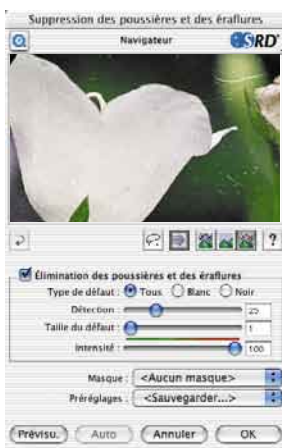 Suppression des poussières et des éraflures
Navigateur
SRD
?
Élimination des poussières et des éraflures
Type de défaut : Tous Blanc Noir
Détection : 25
Taille du défaut : 1
Intensité : 100
Masque : <Aucun masque>
Préréglages : <Sauvegarder...>
Prévisu. Auto Annuler OK